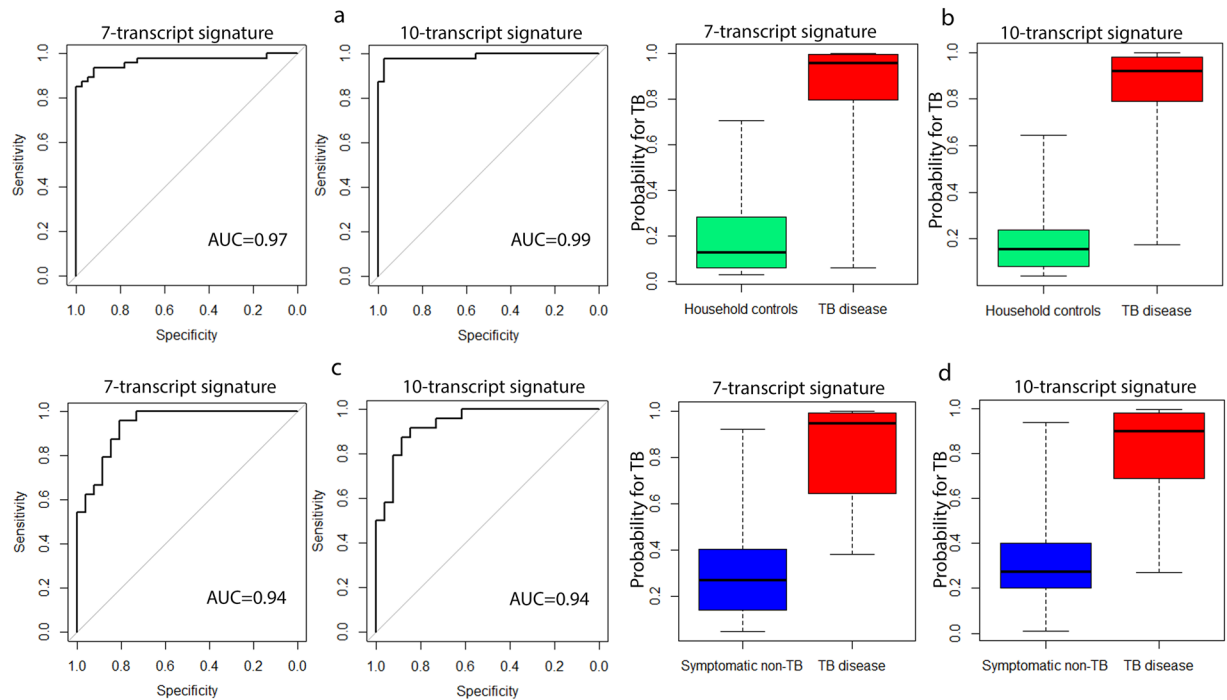 a
b
7-transcript signature
10-transcript signature
7-transcript signature
10-transcript signature
Sensitivity
0.0 0.2 0.4 0.6 0.8 1.0
AUC=0.97
1.0 0.8 0.6 0.4 0.2 0.0
Specificity
Sensitivity
0.0 0.2 0.4 0.6 0.8 1.0
AUC=0.99
1.0 0.8 0.6 0.4 0.2 0.0
Specificity
Probability for TB
0.0 0.2 0.4 0.6 0.8 1.0
Household controls TB disease
Probability for TB
0.2 0.4 0.6 0.8 1.0
Household controls TB disease
c
d
7-transcript signature
10-transcript signature
7-transcript signature
10-transcript signature
Sensitivity
0.0 0.2 0.4 0.6 0.8 1.0
AUC=0.94
1.0 0.8 0.6 0.4 0.2 0.0
Specificity
Sensitivity
0.0 0.2 0.4 0.6 0.8 1.0
AUC=0.94
1.0 0.8 0.6 0.4 0.2 0.0
Specificity
Probability for TB
0.2 0.4 0.6 0.8 1.0
Symptomatic non-TB TB disease
Probability for TB
0.0 0.2 0.4 0.6 0.8 1.0
Symptomatic non-TB TB disease